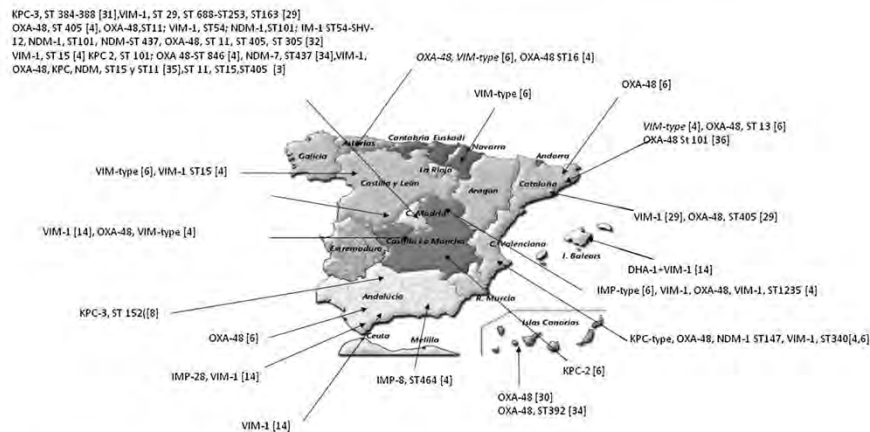 KPC-3, ST 384-388 [31],VIM-1, ST 29, ST 688-ST253, ST163 [29]
OXA-48, ST 405 [4], OXA-48,ST11; VIM-1, ST54; NDM-1,ST101; IM-1 ST54-SHV-
12, NDM-1, ST101, NDM-ST 437, OXA-48, ST 11, ST 405, ST 305 [32]
VIM-1, ST 15 [4] KPC 2, ST 101; OXA 48-ST 846 [4], NDM-7, ST437 [34],VIM-1,
OXA-48, KPC, NDM, ST15 y ST11 [35],ST 11, ST15,ST405 [3]
OXA-48, VIM-type [6], OXA-48 ST16 [4]
VIM-type [6]
OXA-48 [6]
VIM-type [4], OXA-48, ST 13 [6]
OXA-48 St 101 [36]
Asturias
Cantabria
Euskadi
Navarra
Andorra
Galicia
La Rioja
VIM-type [6], VIM-1 ST15 [4]
Castilla y León
Aragón
Cataluña
C. Madrid
VIM-1 [29], OXA-48, ST405 [29]
VIM-1 [14], OXA-48, VIM-type [4]
Extremadura
Castilla La Mancha
C. Valenciana
I. Balears
DHA-1+VIM-1 [14]
IMP-type [6], VIM-1, OXA-48, VIM-1, ST1235 [4]
KPC-3, ST 152([8]
Andalucía
R. Murcia
Islas Canarias
OXA-48 [6]
Ceuta
Melilla
KPC-type, OXA-48, NDM-1 ST147, VIM-1, ST340[4,6]
IMP-28, VIM-1 [14]
IMP-8, ST464 [4]
KPC-2 [6]
OXA-48 [30]
OXA-48, ST392 [34]
VIM-1 [14]